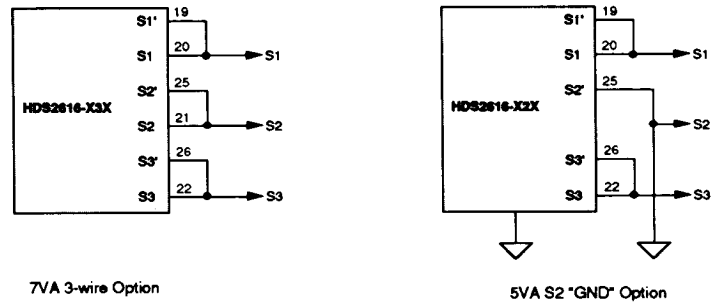 S1' 19
S1 20 S1
HDS2616-X3X
S2' 25
S2 21 S2
S3' 26
S3 22 S3
7VA 3-wire Option
S1' 19
S1 20 S1
HDS2616-X2X
S2' 25
S2
S3' 26
S3 22 S3
5VA S2 "GND" Option